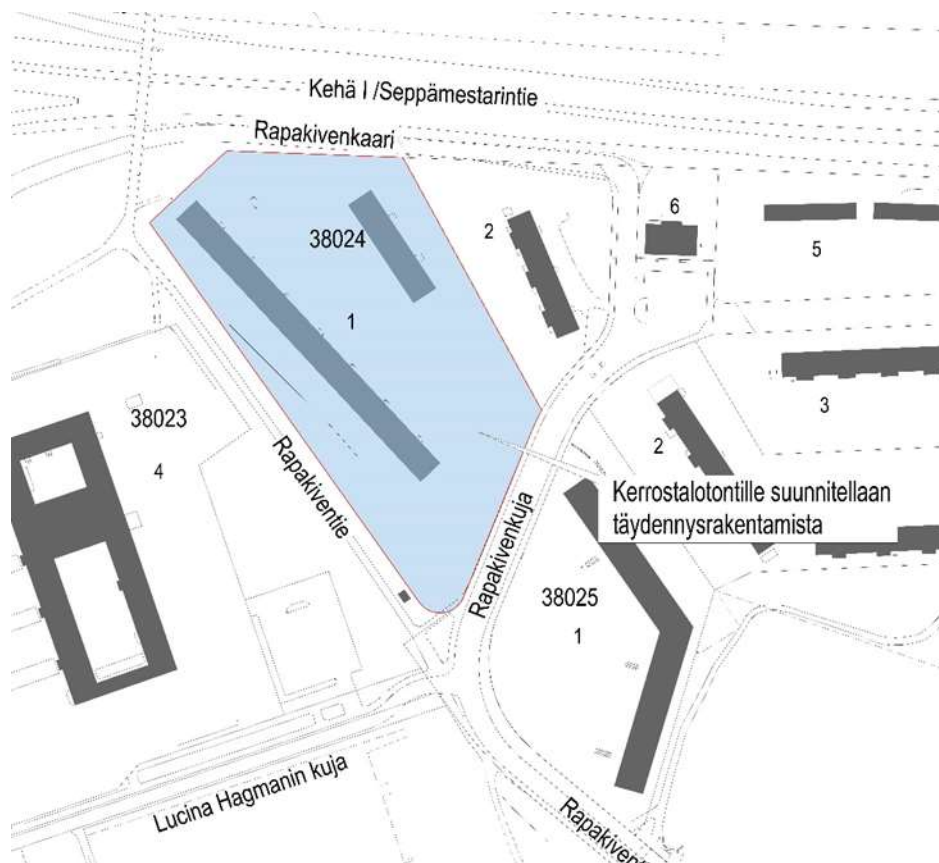 Kehä I /Seppämestarintie
Rapakivenkaari
6
2
38024
5
1
3
38023
2
4
Rapakiventie
Kerrostalotontille suunnitellaan
täydennysrakentamista
Rapakivenkuja
38025
1
Lucina Hagmanin kuja